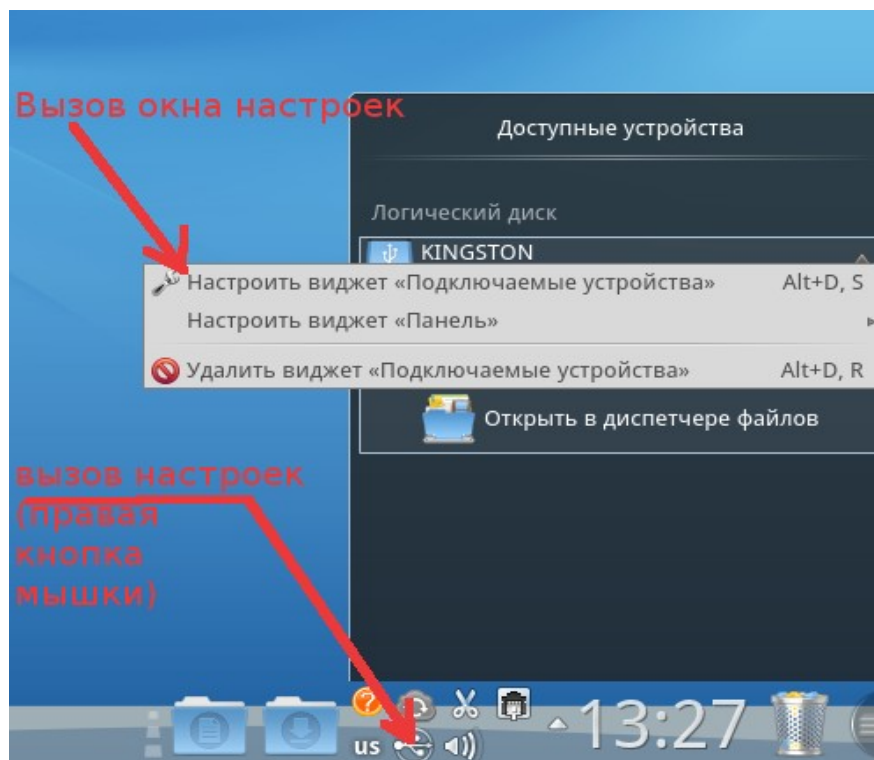 Вызов окна настроек
Доступные устройства
Логический диск
KINGSTON
Настроить виджет «Подключаемые устройства» Alt+D, S
Настроить виджет «Панель»
Удалить виджет «Подключаемые устройства» Alt+D, R
Открыть в диспетчере файлов
вызов настроек
(правая
кнопка
мышки)
?
us
13:27